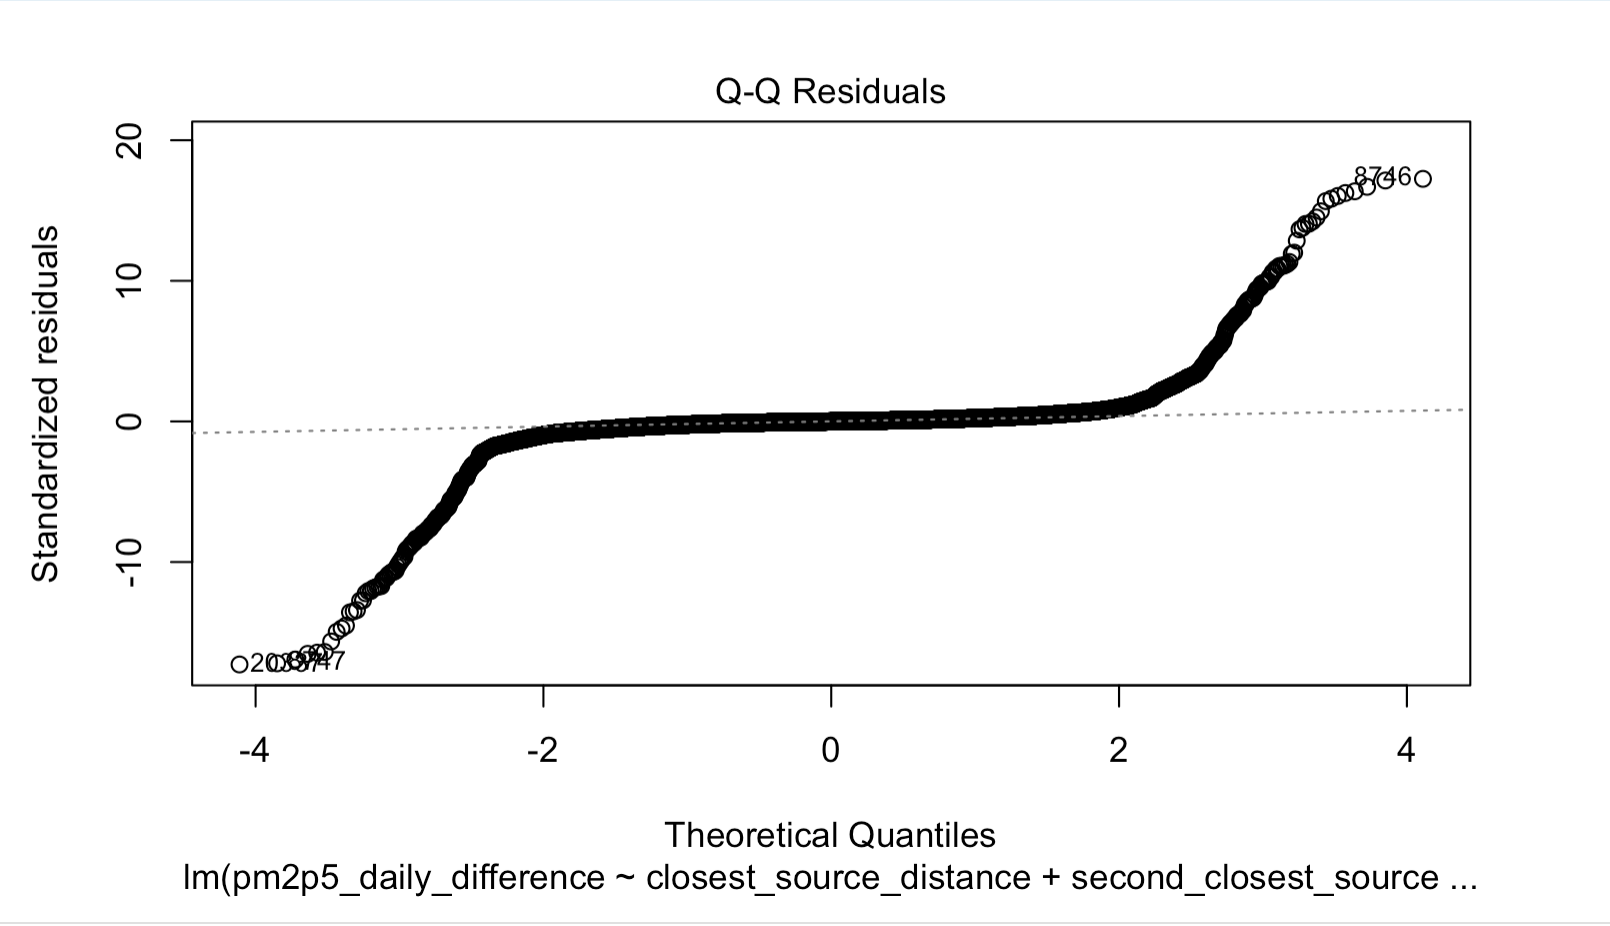 Q-Q Residuals
Standardized residuals
20
10
0
-10
8746
-4
-2
0
2
4
Theoretical Quantiles
lm(pm2p5_daily_difference ~ closest_source_distance + second_closest_source ...